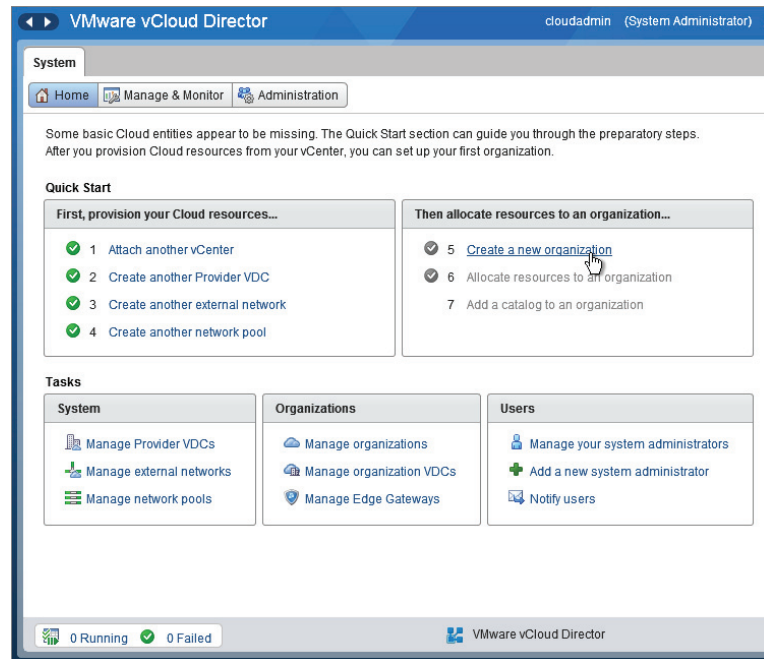 VMware vCloud Director
cloudadmin (System Administrator)
System
Home
Manage & Monitor
Administration
Some basic Cloud entities appear to be missing. The Quick Start section can guide you through the preparatory steps.
After you provision Cloud resources from your vCenter, you can set up your first organization.
Quick Start
First, provision your Cloud resources...
1 Attach another vCenter
2 Create another Provider VDC
3 Create another external network
4 Create another network pool
Then allocate resources to an organization...
5 Create a new organization
6 Allocate resources to an organization
7 Add a catalog to an organization
Tasks
System
Manage Provider VDCs
Manage external networks
Manage network pools
Organizations
Manage organizations
Manage organization VDCs
Manage Edge Gateways
Users
Manage your system administrators
Add a new system administrator
Notify users
0 Running
0 Failed
VMware vCloud Director